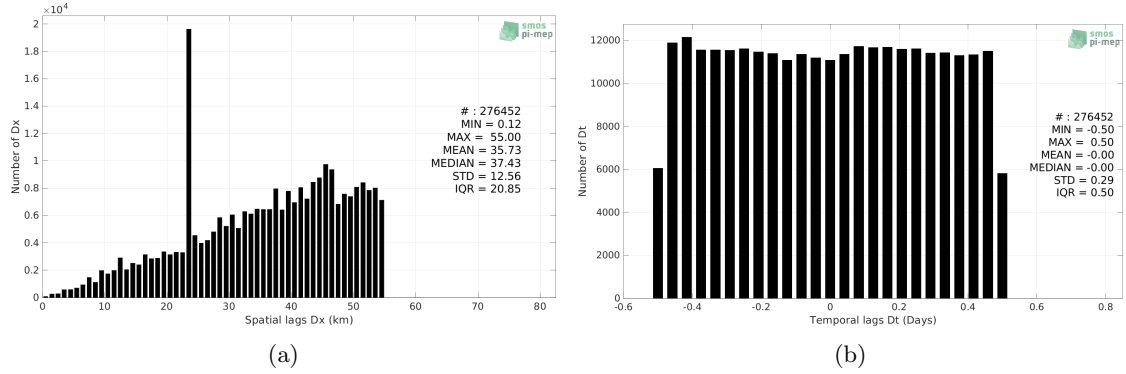 ×10⁴
2
1.8
1.6
1.4
1.2
1
0.8
0.6
0.4
0.2
0
Number of Dx
0 10 20 30 40 50 60 70 80
Spatial lags Dx (km)
smos
pi-mep
# : 276452
MIN = 0.12
MAX = 55.00
MEAN = 35.73
MEDIAN = 37.43
STD = 12.56
IQR = 20.85
(a)
12000
10000
8000
6000
4000
2000
0
Number of Dt
-0.6 -0.4 -0.2 0 0.2 0.4 0.6 0.8
Temporal lags Dt (Days)
smos
pi-mep
# : 276452
MIN = -0.50
MAX = 0.50
MEAN = -0.00
MEDIAN = -0.00
STD = 0.29
IQR = 0.50
(b)